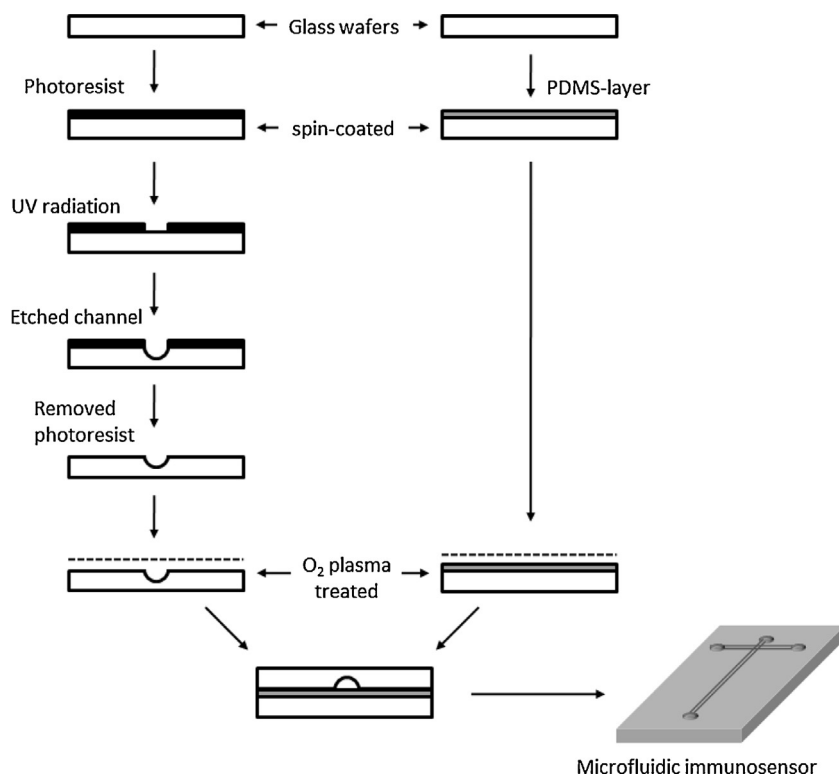 Glass wafers
Photoresist
PDMS-layer
spin-coated
UV radiation
Etched channel
Removed
photoresist
O₂ plasma
treated
Microfluidic immunosensor